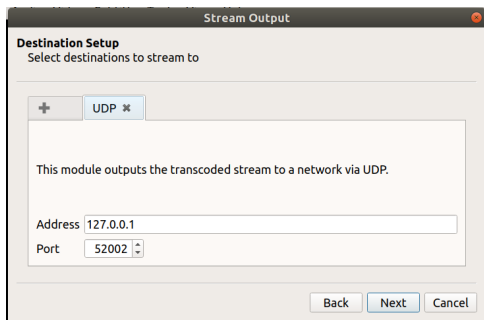 Stream Output
Destination Setup
Select destinations to stream to
UDP
This module outputs the transcoded stream to a network via UDP.
Address 127.0.0.1
Port 52002
Back Next Cancel